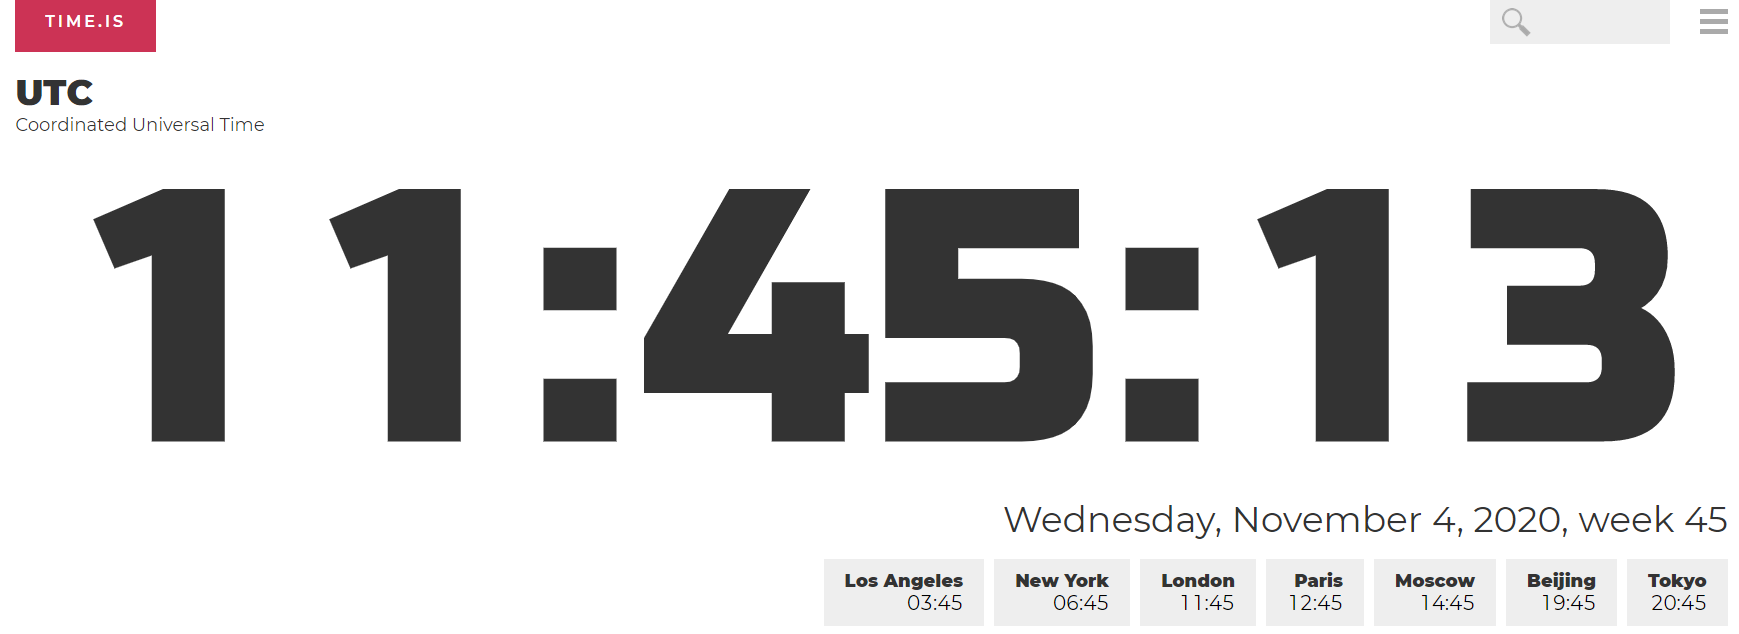 TIME.IS
UTC
Coordinated Universal Time
11:45:13
Wednesday, November 4, 2020, week 45
Los Angeles New York London Paris Moscow Beijing Tokyo
03:45 06:45 11:45 12:45 14:45 19:45 20:45